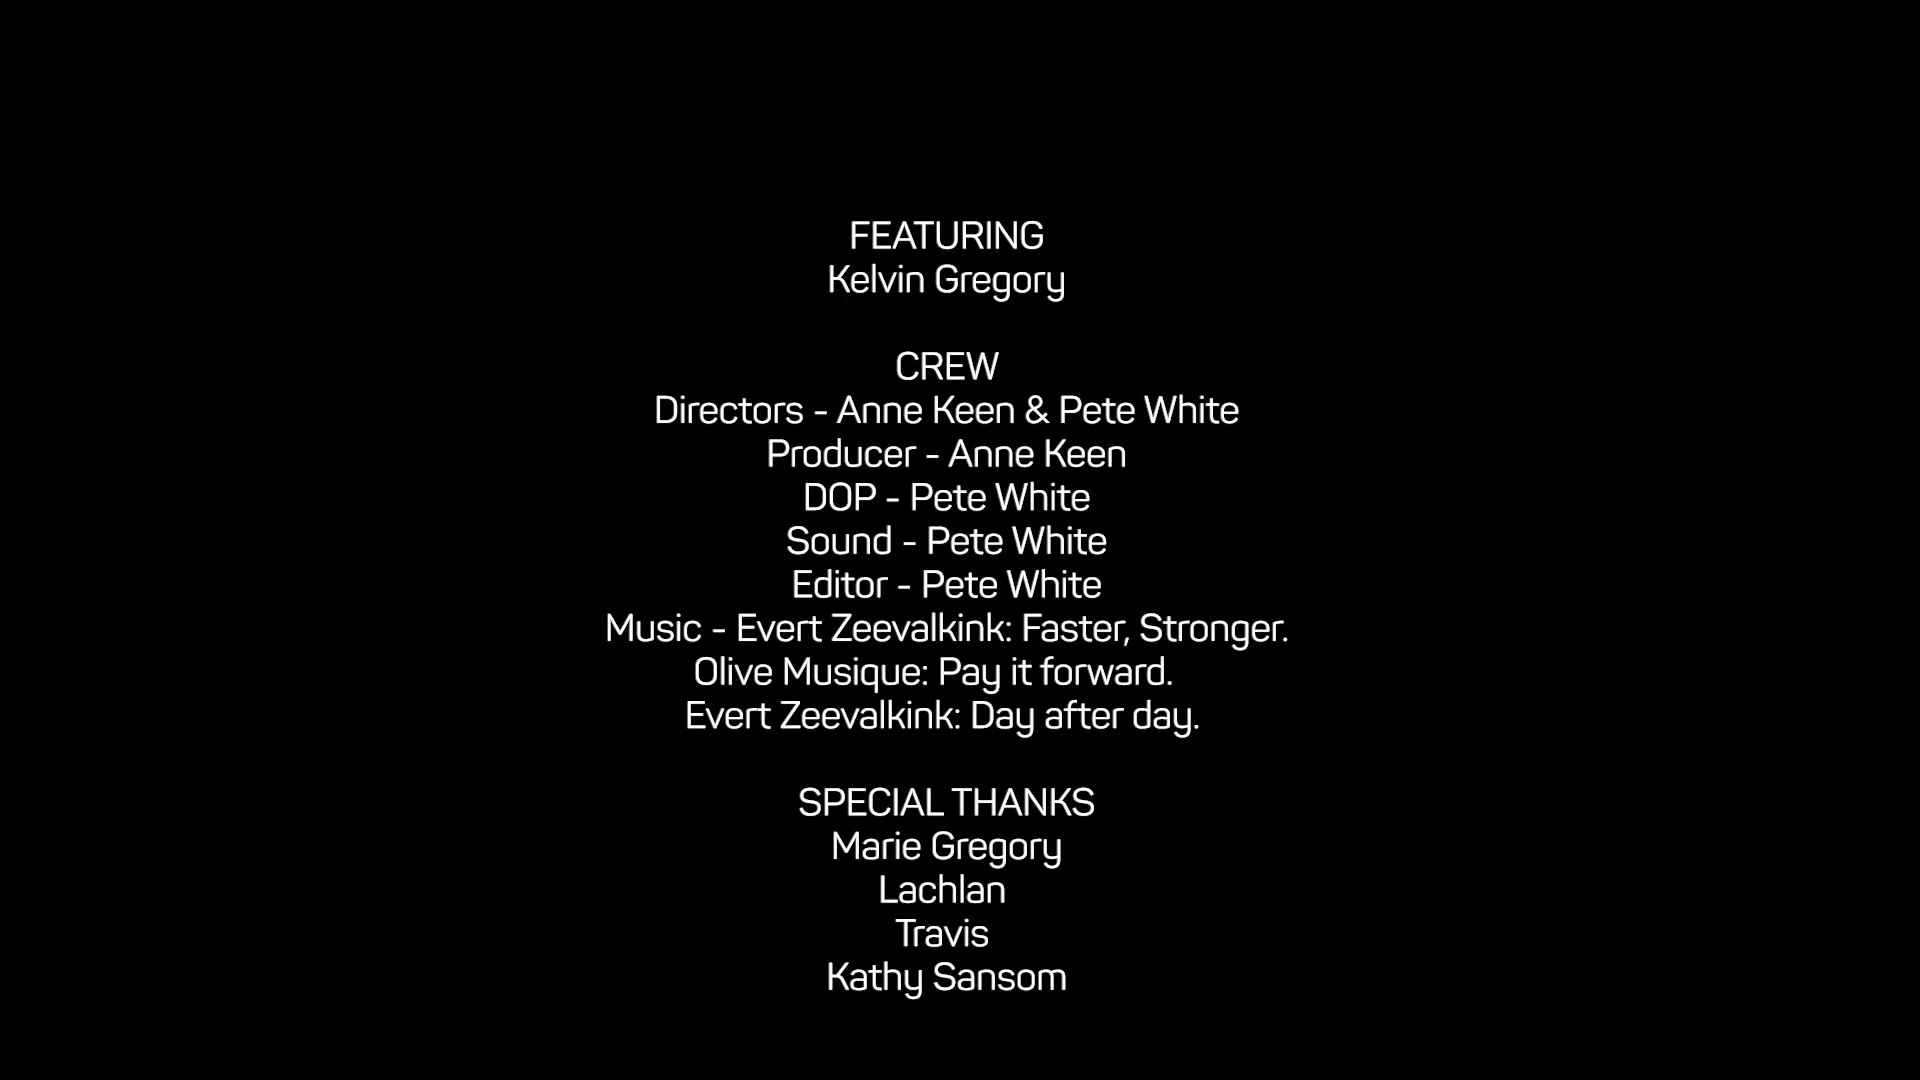 FEATURING
Kelvin Gregory
CREW
Directors - Anne Keen & Pete White
Producer - Anne Keen
DOP - Pete White
Sound - Pete White
Editor - Pete White
Music - Evert Zeevalkink: Faster, Stronger.
Olive Musique: Pay it forward.
Evert Zeevalkink: Day after day.
SPECIAL THANKS
Marie Gregory
Lachlan
Travis
Kathy Sansom